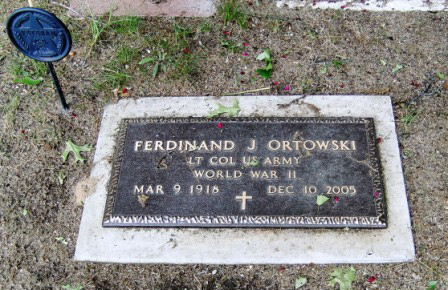 FERDINAND J ORTOWSKI
LT COL US ARMY
WORLD WAR II
MAR 9 1918 DEC 10 2005